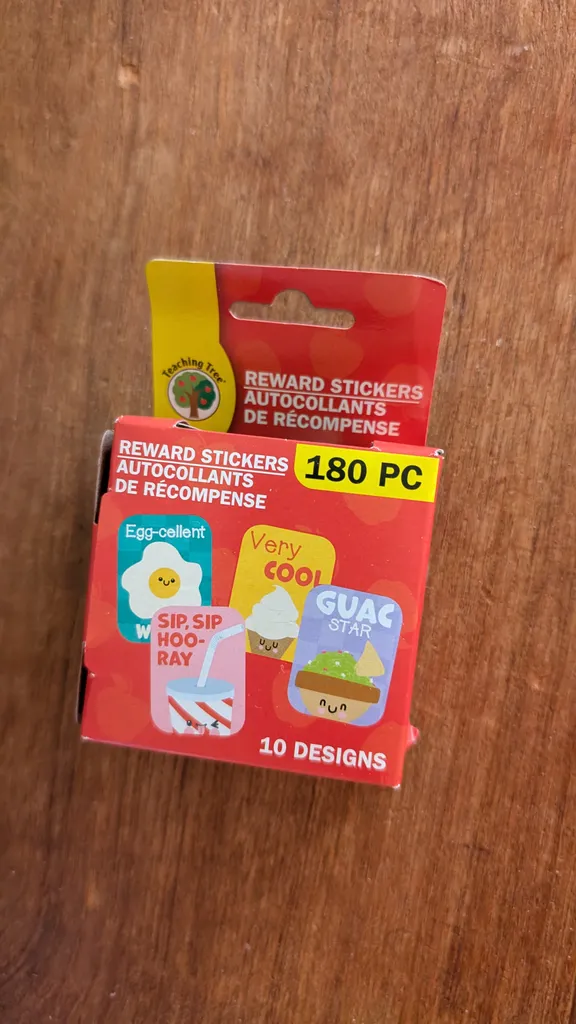 Teaching Tree
REWARD STICKERS
AUTOCOLLANTS
DE RÉCOMPENSE
REWARD STICKERS
AUTOCOLLANTS
DE RÉCOMPENSE
180 PC
Egg-cellent
Very
COOL
SIP, SIP
HOO-
RAY
GUAC
STAR
10 DESIGNS